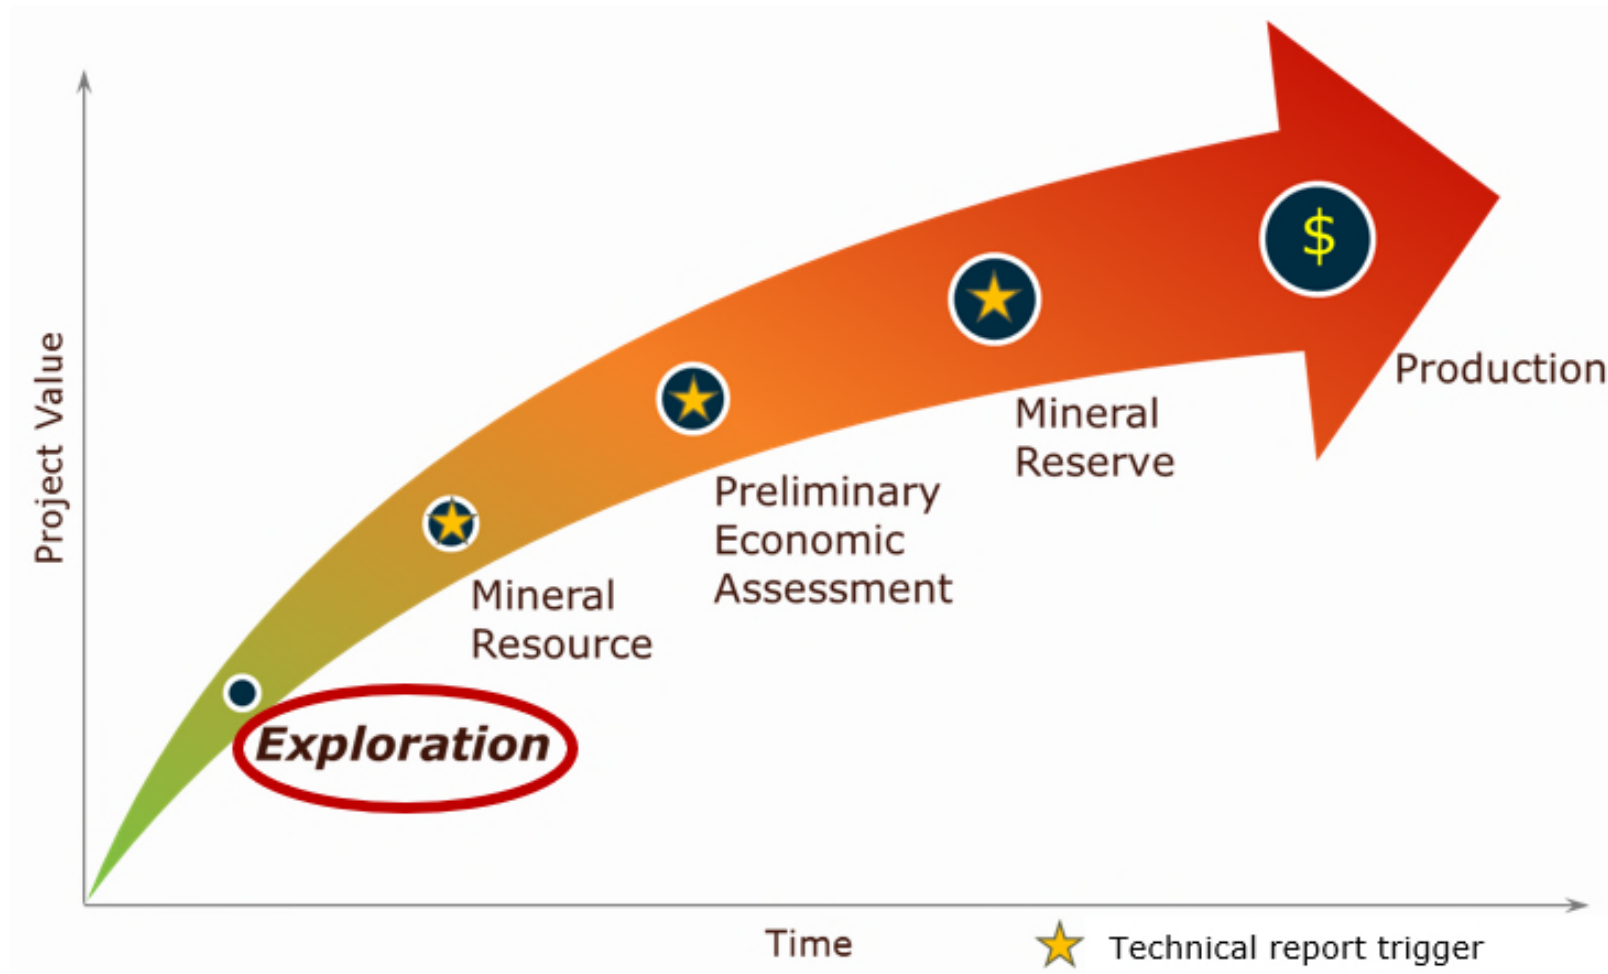 Project Value
$
Production
Mineral
Reserve
Preliminary
Economic
Assessment
Mineral
Resource
Exploration
Time
Technical report trigger